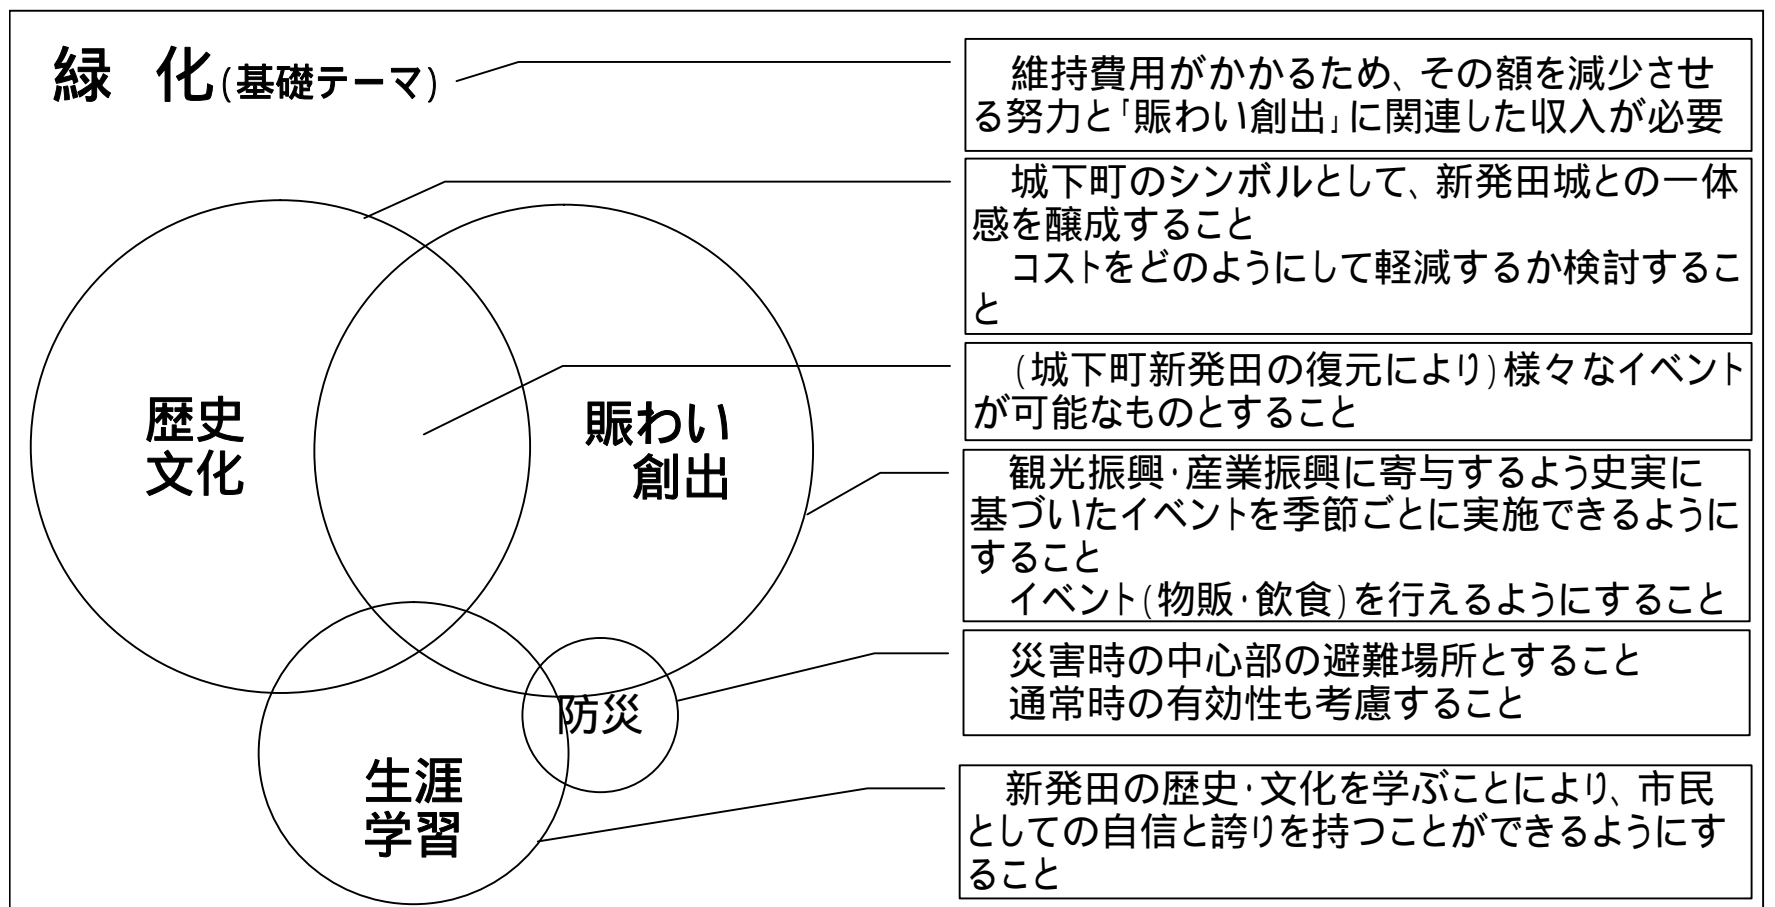 緑　化(基礎テーマ)
　維持費用がかかるため、その額を減少させ
る努力と「賑わい創出」に関連した収入が必要
　城下町のシンボルとして、新発田城との一体
感を醸成すること
　コストをどのようにして軽減するか検討するこ
と
　(城下町新発田の復元により)様々なイベント
が可能なものとすること
　観光振興・産業振興に寄与するよう史実に
基づいたイベントを季節ごとに実施できるように
すること
　イベント(物販・飲食)を行えるようにすること
　災害時の中心部の避難場所とすること
　通常時の有効性も考慮すること
　新発田の歴史・文化を学ぶことにより、市民
としての自信と誇りを持つことができるようにす
ること
歴史
文化
賑わい
創出
防災
生涯
学習